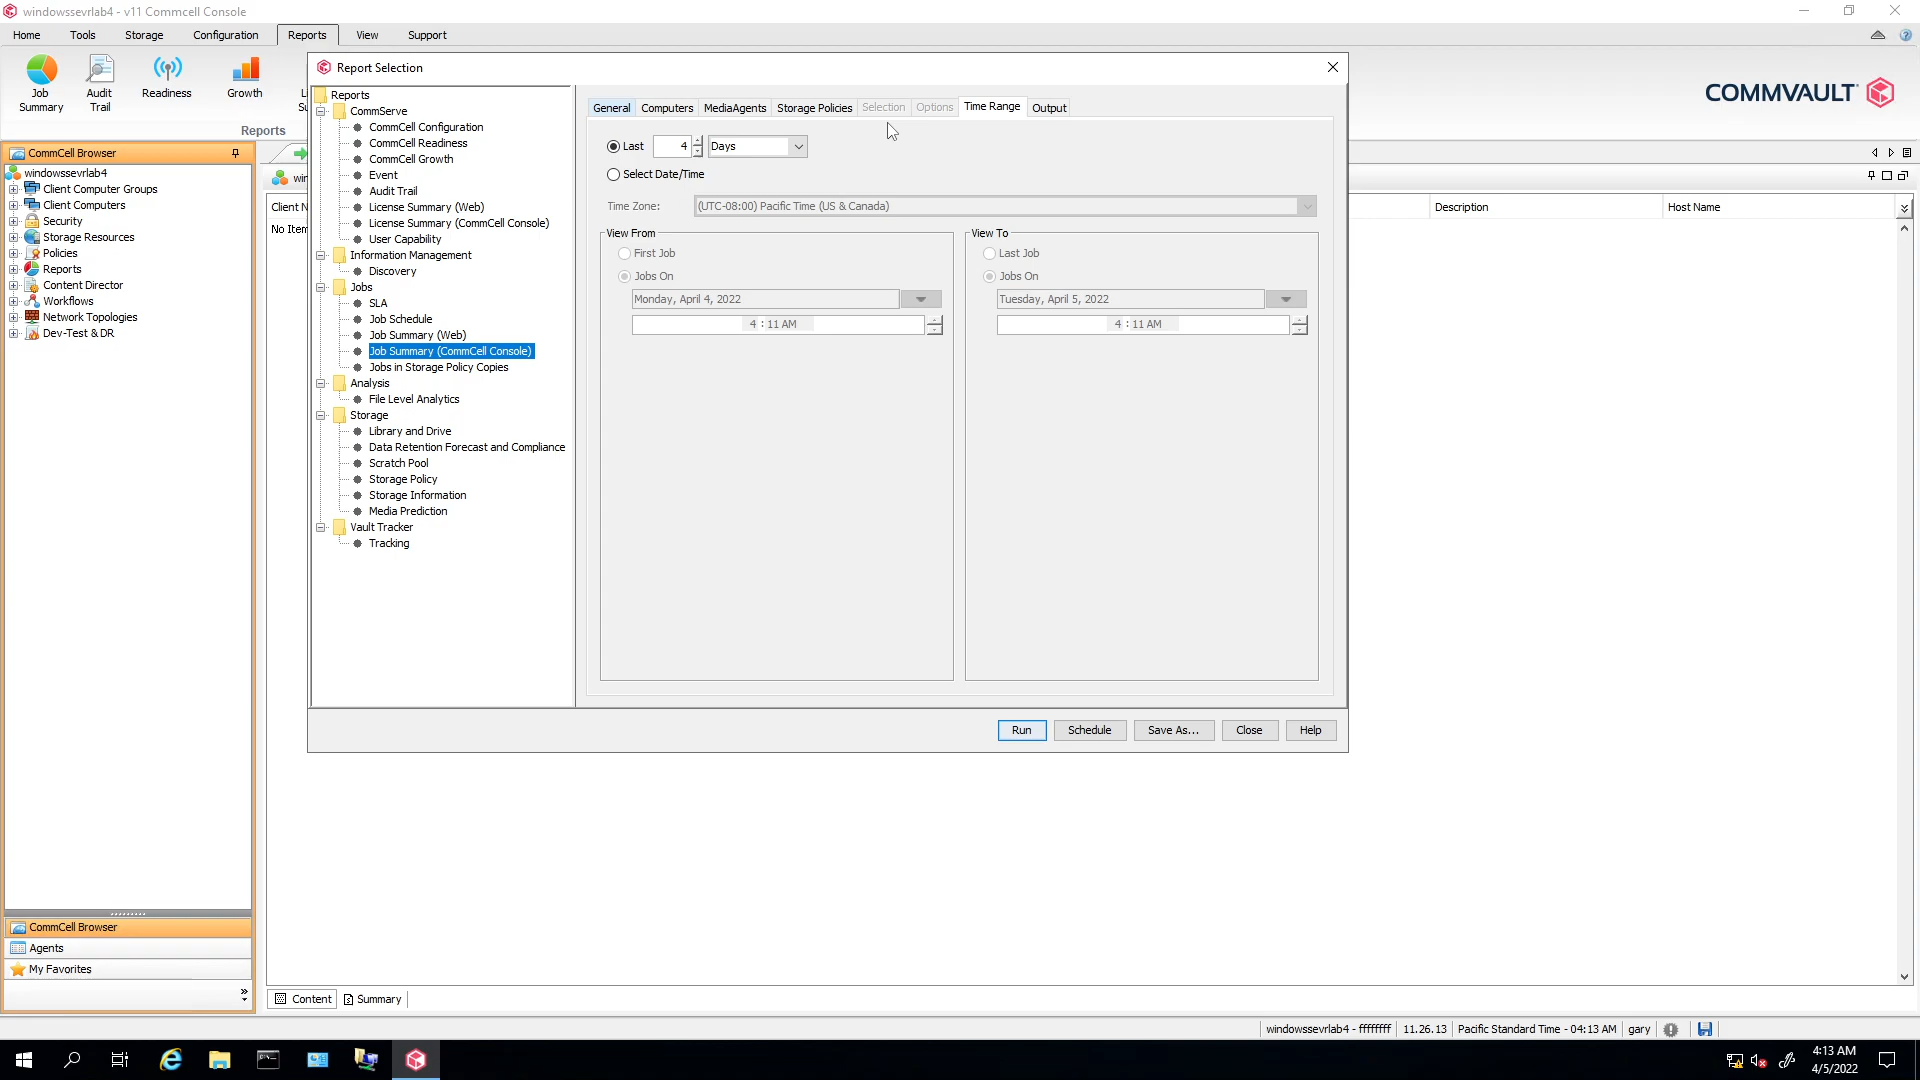 windowssevrlab4 - v11 Commcell Console
Home Tools Storage Configuration Reports View Support
Job Summary
Audit Trail
Readiness
Growth
Reports
COMMVAULT
Report Selection
Reports
CommServe
CommCell Configuration
CommCell Readiness
CommCell Growth
Event
Audit Trail
License Summary (Web)
License Summary (CommCell Console)
User Capability
Information Management
Discovery
Jobs
SLA
Job Schedule
Job Summary (Web)
Job Summary (CommCell Console)
Jobs in Storage Policy Copies
Analysis
File Level Analytics
Storage
Library and Drive
Data Retention Forecast and Compliance
Scratch Pool
Storage Policy
Storage Information
Media Prediction
Vault Tracker
Tracking
General Computers MediaAgents Storage Policies Selection Options Time Range Output
Last 4 Days
Select Date/Time
Time Zone: (UTC-08:00) Pacific Time (US & Canada)
View From
First Job
Jobs On
Monday, April 4, 2022
4 : 11 AM
View To
Last Job
Jobs On
Tuesday, April 5, 2022
4 : 11 AM
Run Schedule Save As... Close Help
CommCell Browser
windowssevrlab4
Client Computer Groups
Client Computers
Security
Storage Resources
Policies
Reports
Content Director
Workflows
Network Topologies
Dev-Test & DR
CommCell Browser
Agents
My Favorites
Description Host Name
Content Summary
windowssevrlab4 - ffffffff 11.26.13 Pacific Standard Time - 04:13 AM gary
4:13 AM
4/5/2022